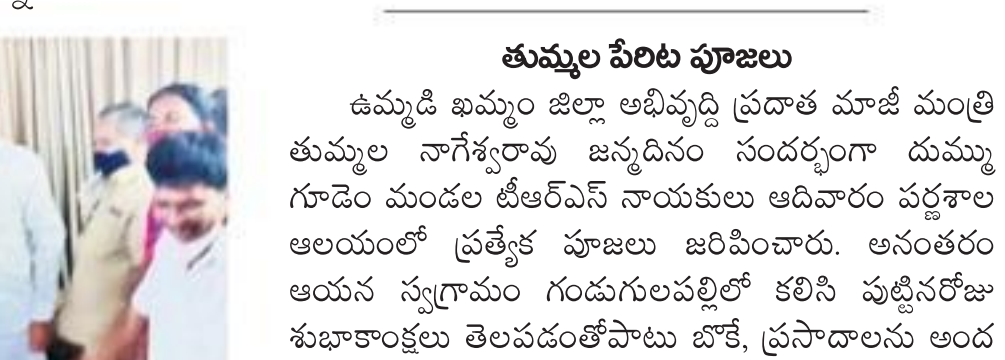 తుమ్మల పేరిట పూజలు
ఉమ్మడి ఖమ్మం జిల్లా అభివృద్ది ప్రదాత మాజీ మంత్రి
తుమ్మల నాగేశ్వరావు జన్మదినం సందర్భంగా దుమ్ము
గూడెం మండల టీఆర్ఎస్ నాయకులు ఆదివారం పర్ణశాల
ఆలయంలో ప్రత్యేక పూజలు జరిపించారు. అనంతరం
ఆయన స్వగ్రామం గండుగులపల్లిలో కలిసి పుట్టినరోజు
శుభాకాంక్షలు తెలపడంతోపాటు బొకే, ప్రసాదాలను అంద